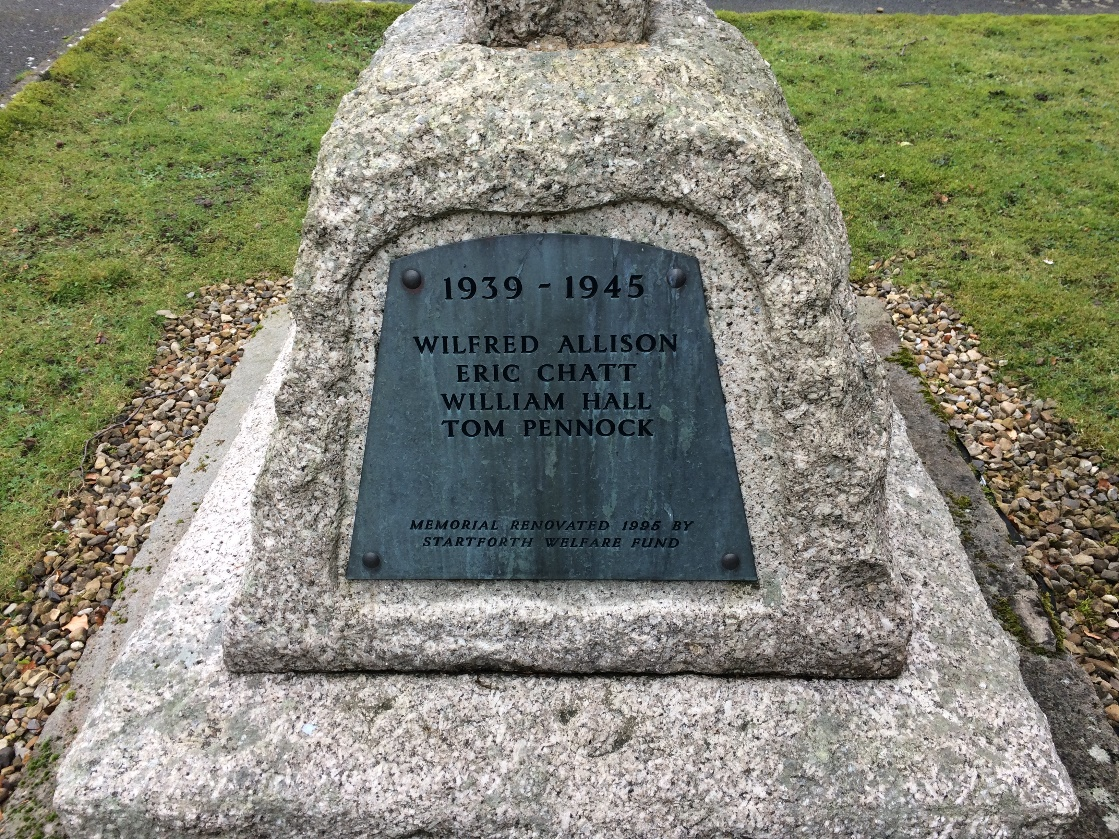 1939 - 1945
WILFRED ALLISON
ERIC CHATT
WILLIAM HALL
TOM PENNOCK
MEMORIAL RENOVATED 1995 BY
STARTFORTH WELFARE FUND